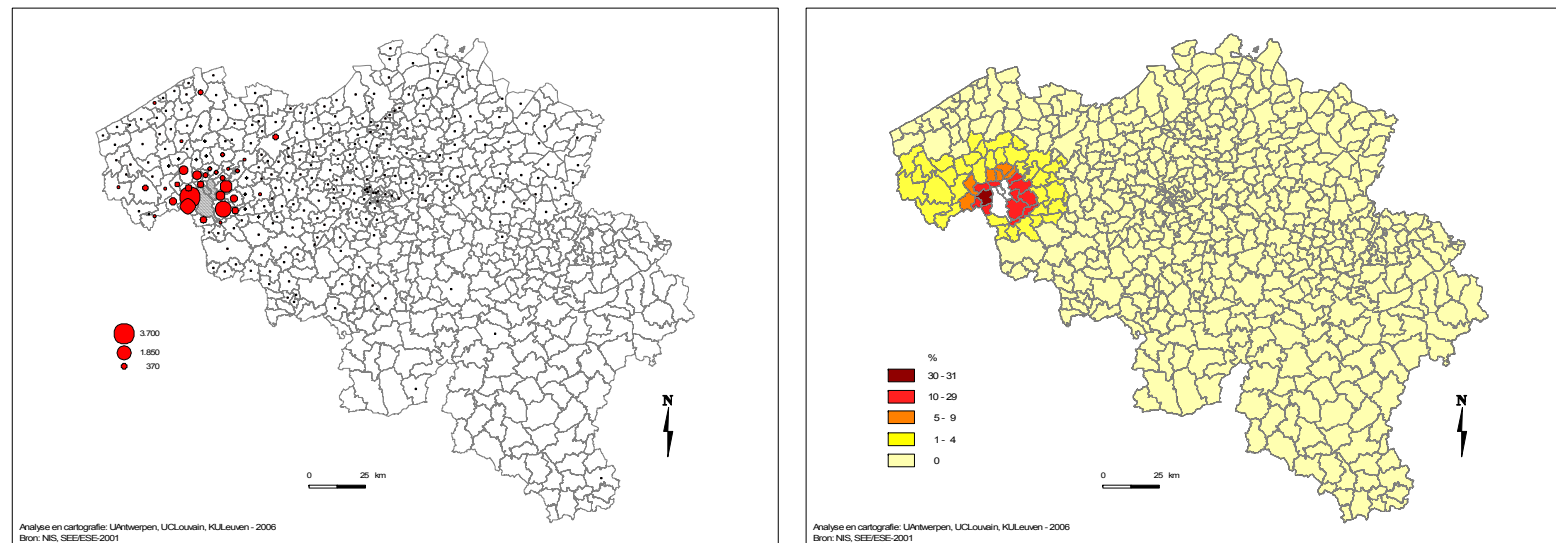 3.700
1.850
370
N
0 25 km
Analyse en cartografie: UAntwerpen, UCLouvain, KULeuven - 2006
Bron: NIS, SEE/ESE-2001
%
30 - 31
10 - 29
5 - 9
1 - 4
0
N
0 25 km
Analyse en cartografie: UAntwerpen, UCLouvain, KULeuven - 2006
Bron: NIS, SEE/ESE-2001